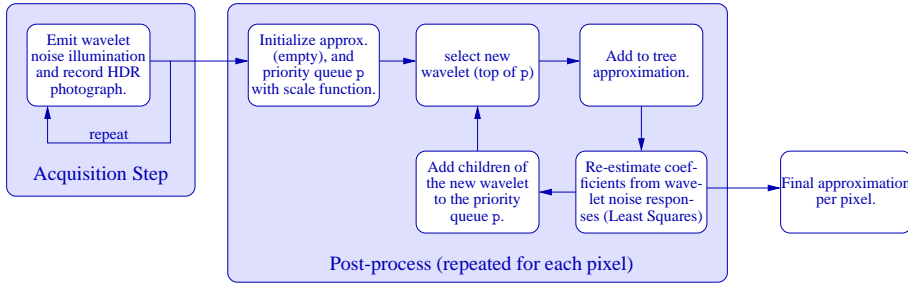 Emit wavelet
noise illumination
and record HDR
photograph.
repeat
Acquisition Step
Initialize approx.
(empty), and
priority queue p
with scale function.
select new
wavelet (top of p)
Add to tree
approximation.
Add children of
the new wavelet
to the priority
queue p.
Re-estimate coef-
ficients from wave-
let noise respon-
ses (Least Squares)
Post-process (repeated for each pixel)
Final approximation
per pixel.